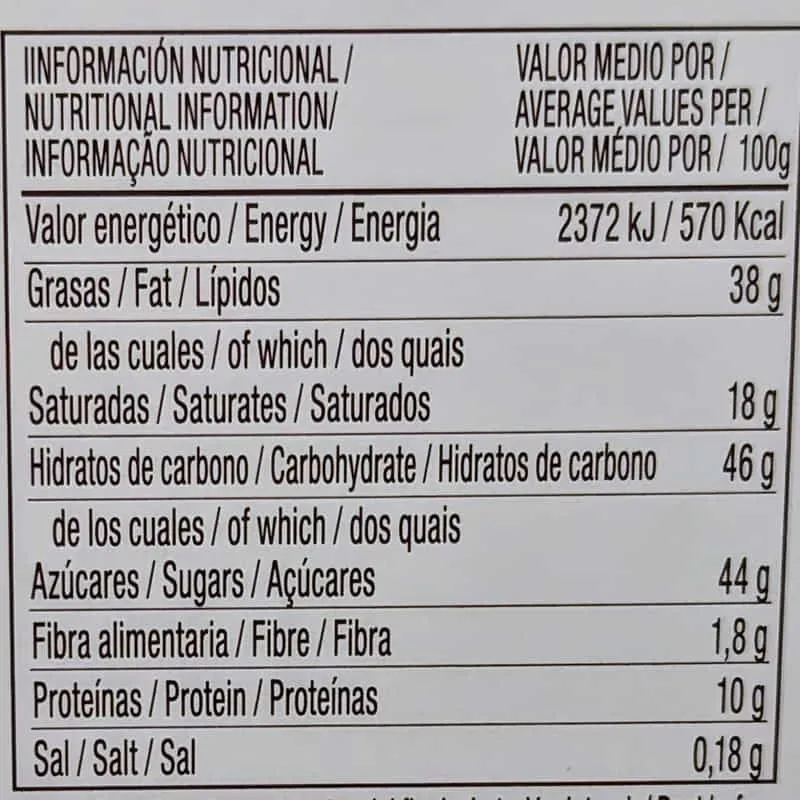 IINFORMACIÓN NUTRICIONAL / VALOR MEDIO POR /
NUTRITIONAL INFORMATION/ AVERAGE VALUES PER /
INFORMAÇÃO NUTRICIONAL VALOR MÉDIO POR / 100g
Valor energético / Energy / Energia 2372 kJ / 570 Kcal
Grasas / Fat / Lípidos 38 g
de las cuales / of which / dos quais
Saturadas / Saturates / Saturados 18 g
Hidratos de carbono / Carbohydrate / Hidratos de carbono 46 g
de los cuales / of which / dos quais
Azúcares / Sugars / Açúcares 44 g
Fibra alimentaria / Fibre / Fibra 1,8 g
Proteínas / Protein / Proteínas 10 g
Sal / Salt / Sal 0,18 g